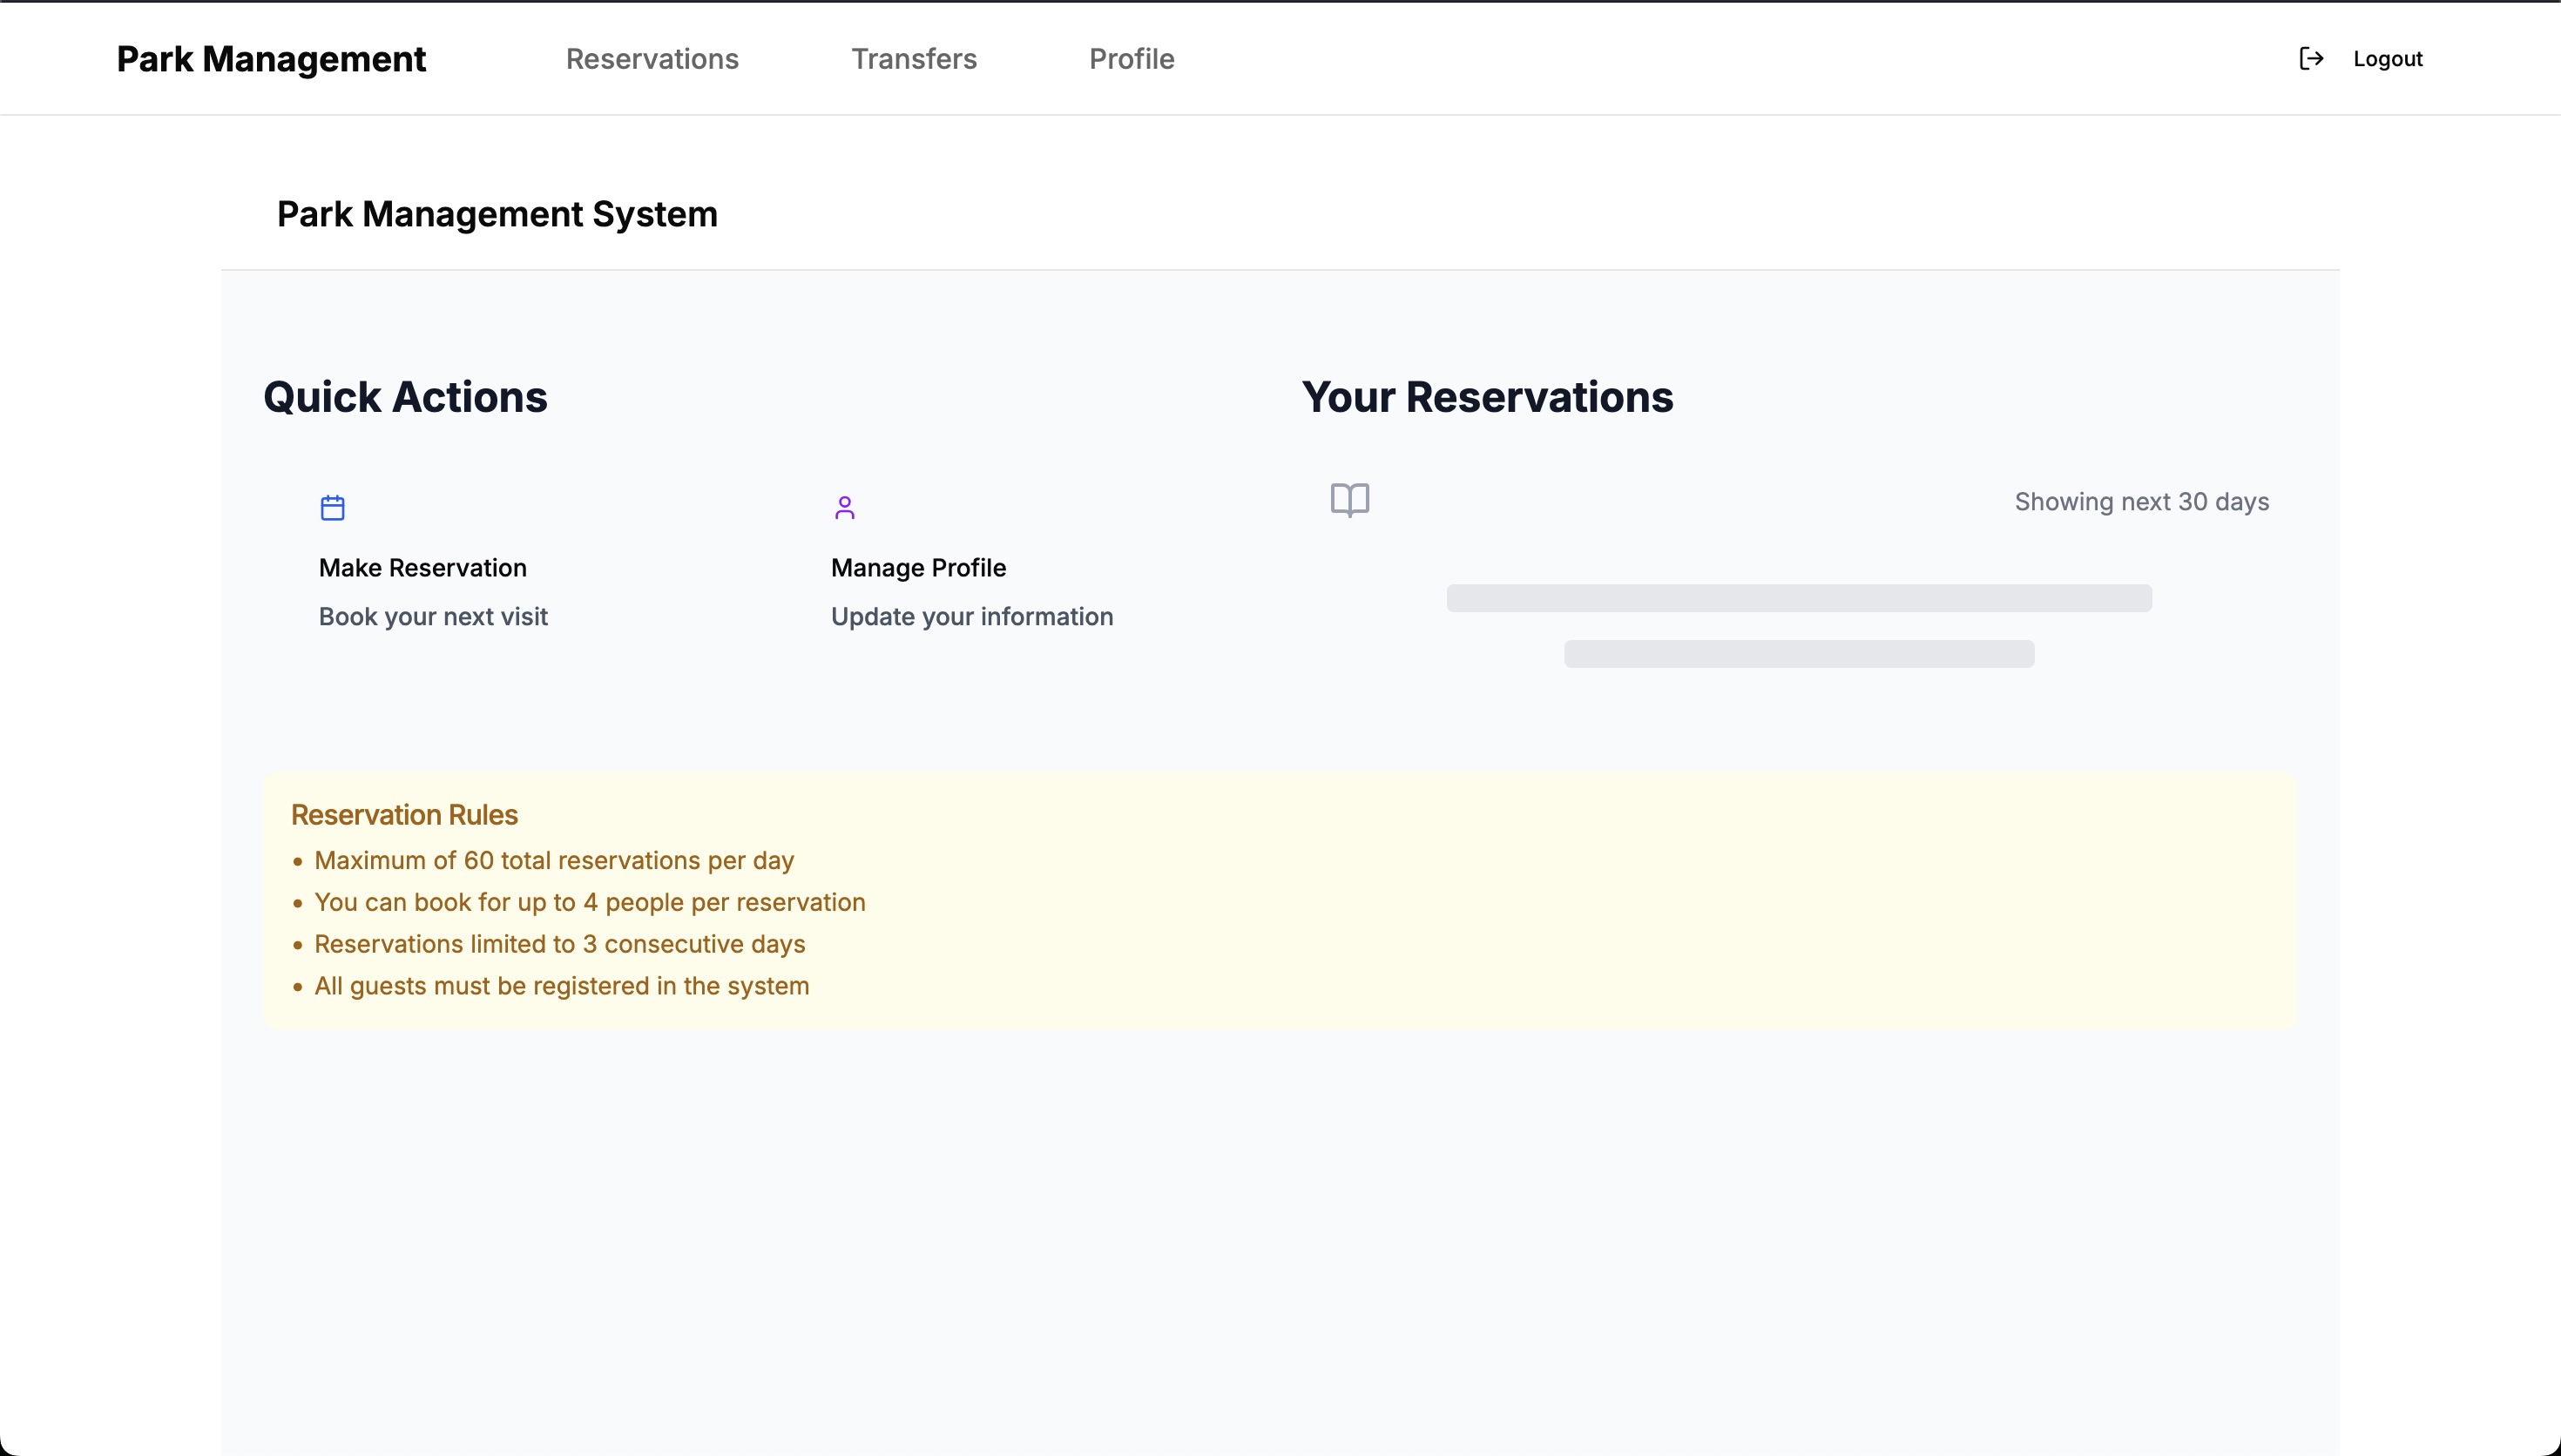 Park Management
Reservations
Transfers
Profile
Logout
Park Management System
Quick Actions
Make Reservation
Book your next visit
Manage Profile
Update your information
Your Reservations
Showing next 30 days
Reservation Rules
• Maximum of 60 total reservations per day
• You can book for up to 4 people per reservation
• Reservations limited to 3 consecutive days
• All guests must be registered in the system